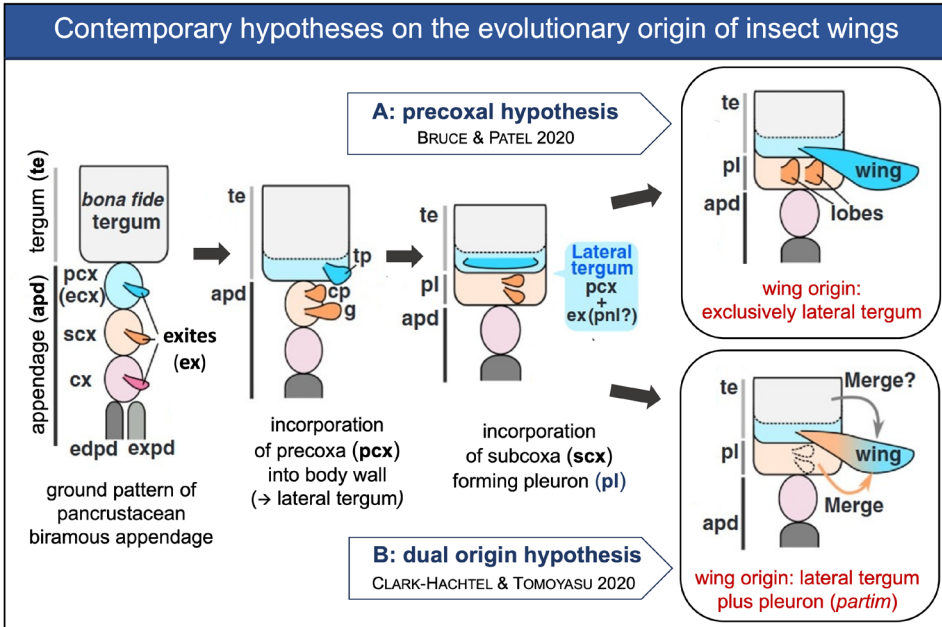 Contemporary hypotheses on the evolutionary origin of insect wings
A: precoxal hypothesis
BRUCE & PATEL 2020
tergum (te)
appendage (apd)
bona fide
tergum
pcx
(ecx)
scx
cx
exites
(ex)
edpd expd
ground pattern of
pancrustacean
biramous appendage
te
apd
tp
cp
g
incorporation
of precoxa (pcx)
into body wall
(→ lateral tergum)
te
pl
apd
Lateral
tergum
pcx
+
ex(pnl?)
incorporation
of subcoxa (scx)
forming pleuron (pl)
te
pl
apd
wing
lobes
wing origin:
exclusively lateral tergum
te
pl
apd
Merge?
wing
Merge
wing origin: lateral tergum
plus pleuron (partim)
B: dual origin hypothesis
CLARK-HACHTEL & TOMOYASU 2020